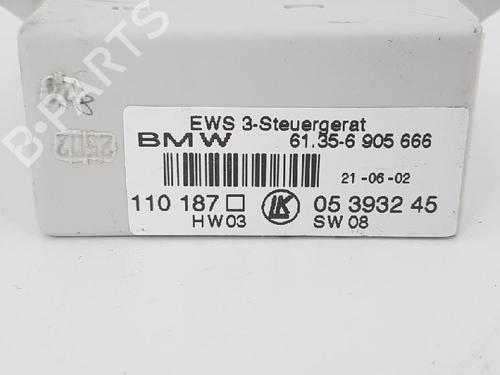 B-PARTS
EWS 3-Steuergerat
BMW 61.35-6 905 666
21-06-02
110 187 □ LK 05 3932 45
HW03 SW 08